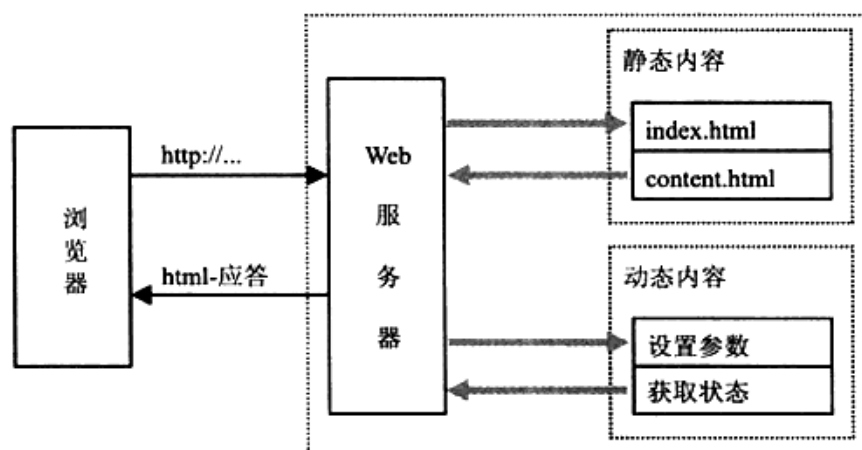 静态内容
index.html
content.html
http://...
Web
服
务
器
浏
览
器
html-应答
动态内容
设置参数
获取状态